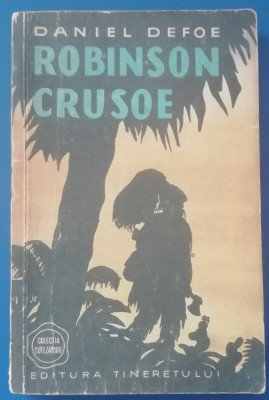 DANIEL DEFOE
ROBINSON
CRUSOE
COLECȚIA
CUTEZĂTORII
EDITURA TINERETULUI